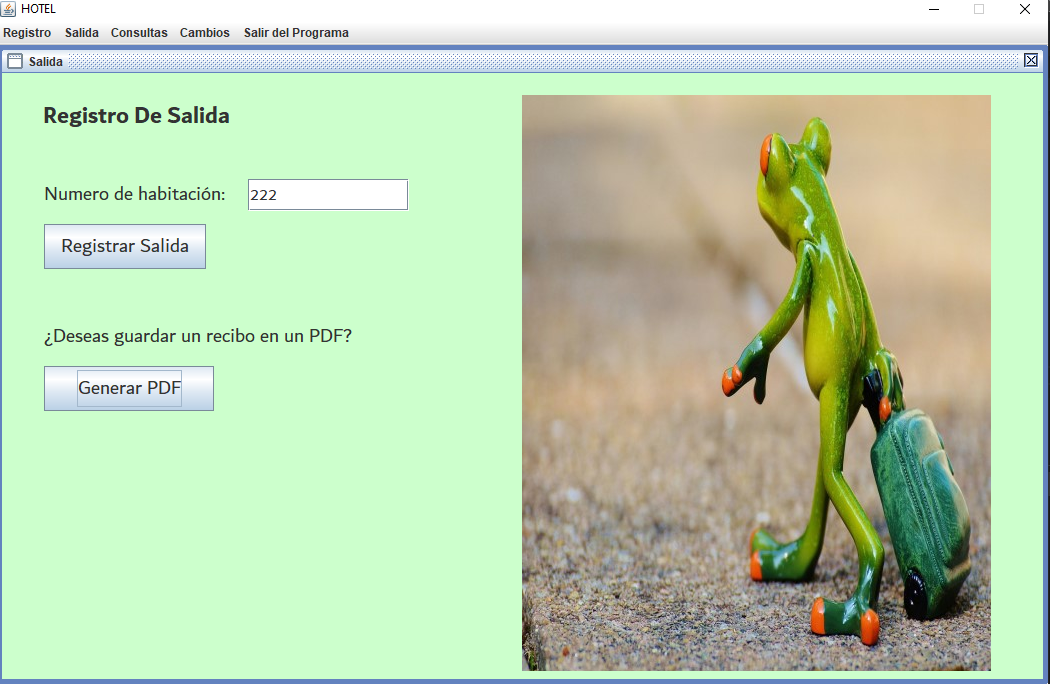 HOTEL
Registro Salida Consultas Cambios Salir del Programa
Salida
Registro De Salida
Numero de habitación: 222
Registrar Salida
¿Deseas guardar un recibo en un PDF?
Generar PDF